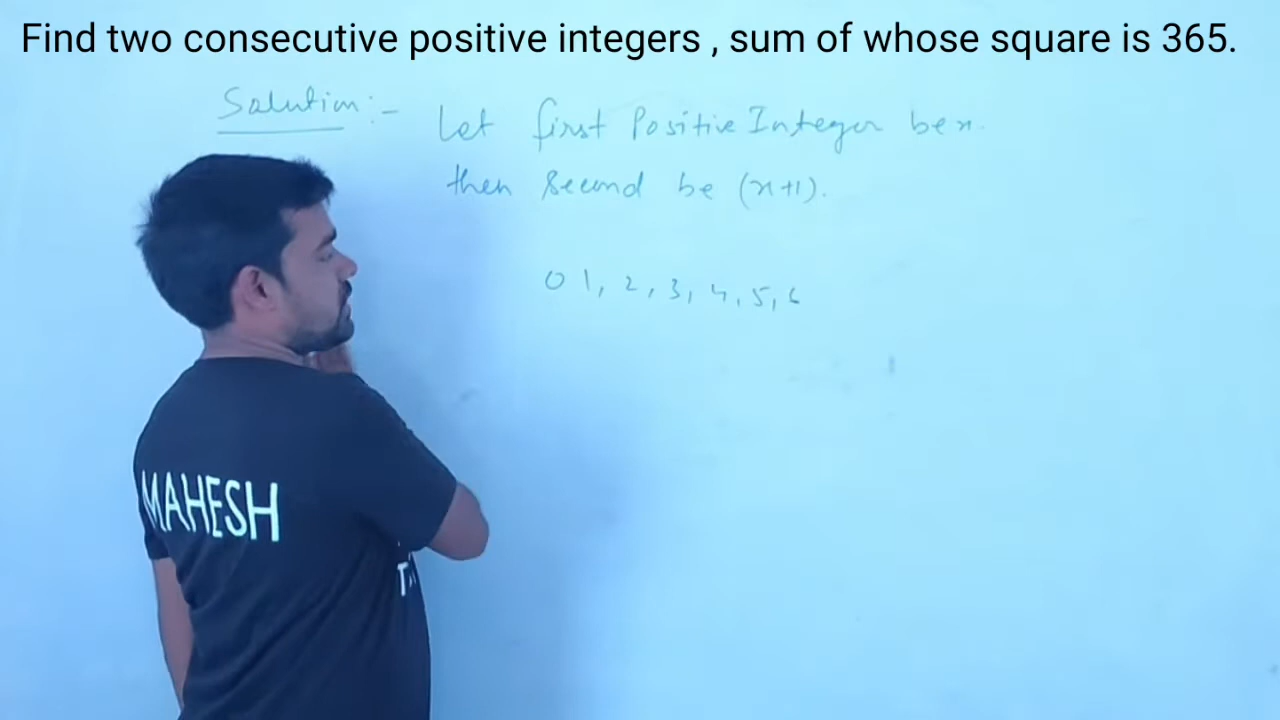 Find two consecutive positive integers , sum of whose square is 365.
Solution:- Let first Positive Integer be x.
then second be (x+1).
0 1, 2, 3, 4, 5, 6
MAHESH